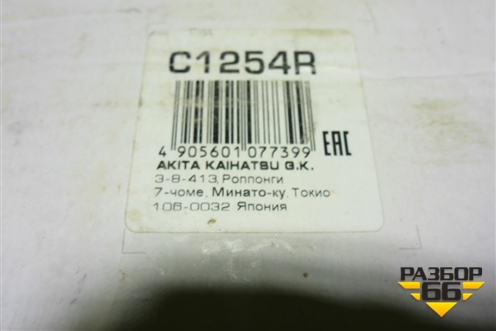 C1254R
4 905601 077399
EAC
AKITA KAIHATSU G.K.
3-8-413, Роппонги
7-чоме, Минато-ку, Токио
106-0032 Япония
РАЗБОР
66